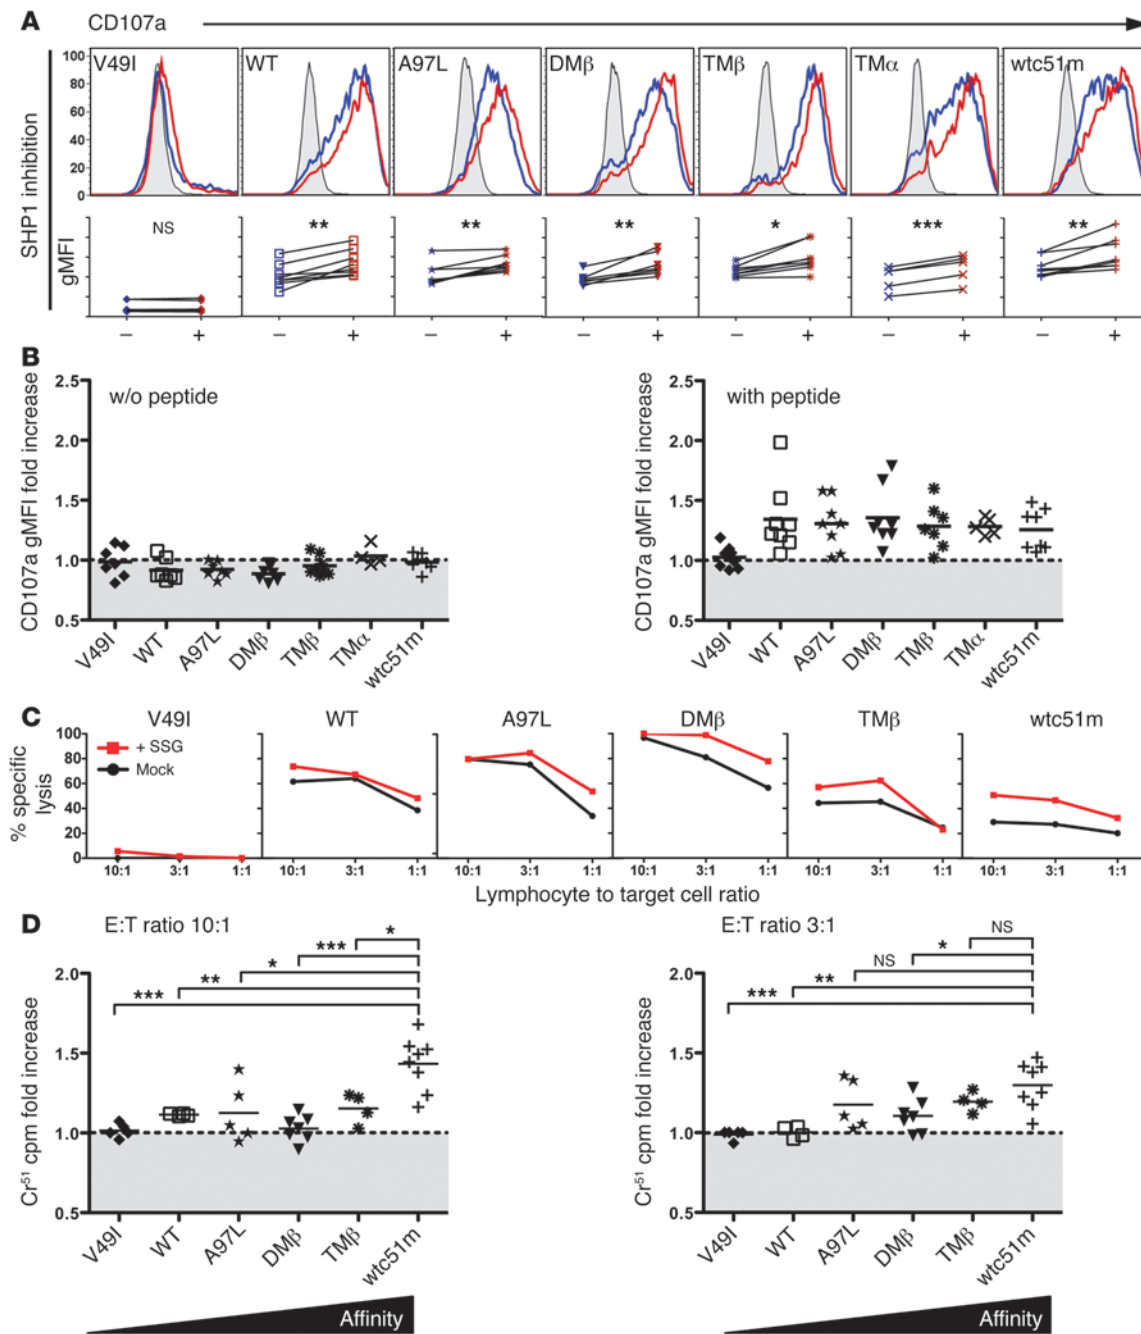 A CD107a
V49I WT A97L DMβ TMβ TMα wtc51m
100
80
60
40
20
0
SHP1 inhibition
gMFI
NS ** ** ** * *** **
− + − + − + − + − + − + − +
B
w/o peptide
CD107a gMFI fold increase
2.5
2.0
1.5
1.0
0.5
V49I WT A97L DMβ TMβ TMα wtc51m
with peptide
CD107a gMFI fold increase
2.5
2.0
1.5
1.0
0.5
V49I WT A97L DMβ TMβ TMα wtc51m
C
V49I WT A97L DMβ TMβ wtc51m
+ SSG
Mock
% specific
lysis
100
80
60
40
20
0
10:1 3:1 1:1 10:1 3:1 1:1 10:1 3:1 1:1 10:1 3:1 1:1 10:1 3:1 1:1 10:1 3:1 1:1
Lymphocyte to target cell ratio
D
E:T ratio 10:1
*
***
*
**
***
Cr⁵¹ cpm fold increase
2.0
1.5
1.0
0.5
V49I WT A97L DMβ TMβ wtc51m
Affinity
E:T ratio 3:1
NS
*
NS
**
***
Cr⁵¹ cpm fold increase
2.0
1.5
1.0
0.5
V49I WT A97L DMβ TMβ wtc51m
Affinity